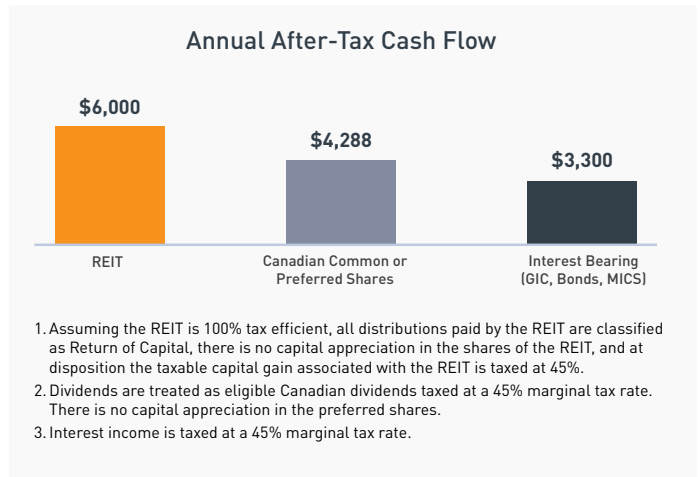 Annual After-Tax Cash Flow
$6,000
$4,288
$3,300
REIT
Canadian Common or
Preferred Shares
Interest Bearing
(GIC, Bonds, MICS)
1. Assuming the REIT is 100% tax efficient, all distributions paid by the REIT are classified
as Return of Capital, there is no capital appreciation in the shares of the REIT, and at
disposition the taxable capital gain associated with the REIT is taxed at 45%.
2. Dividends are treated as eligible Canadian dividends taxed at a 45% marginal tax rate.
There is no capital appreciation in the preferred shares.
3. Interest income is taxed at a 45% marginal tax rate.